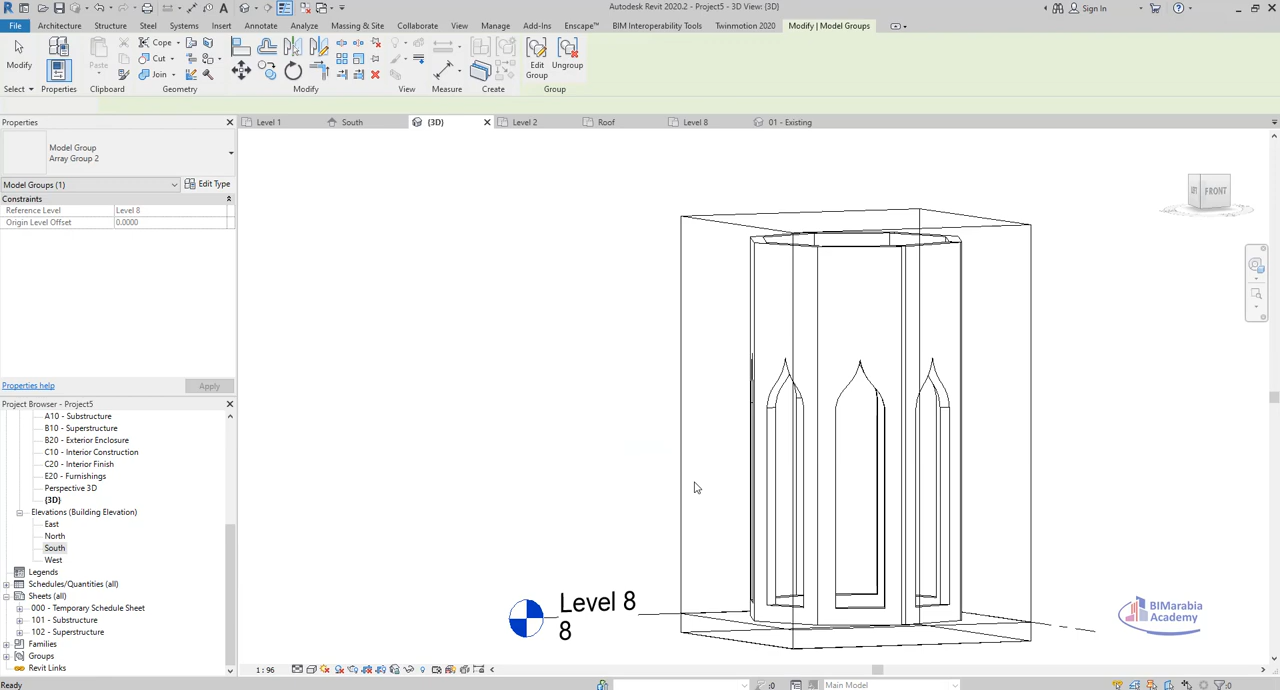 Autodesk Revit 2020.2 - Project5 - 3D View: {3D}
Sign In
File
Architecture
Structure
Steel
Systems
Insert
Annotate
Analyze
Massing & Site
Collaborate
View
Manage
Add-Ins
Enscape™
BIM Interoperability Tools
Twinmotion 2020
Modify | Model Groups
Modify
Properties
Paste
Cope
Cut
Join
Edit
Group
Ungroup
Select
Properties
Clipboard
Geometry
Modify
View
Measure
Create
Group
Properties
Level 1
South
{3D}
Level 2
Roof
Level 8
01 - Existing
Model Group
Array Group 2
Model Groups (1)
Edit Type
Constraints
Reference Level
Level 8
Origin Level Offset
0.0000
FRONT
Properties help
Apply
Project Browser - Project5
A10 - Substructure
B10 - Superstructure
B20 - Exterior Enclosure
C10 - Interior Construction
C20 - Interior Finish
E20 - Furnishings
Perspective 3D
{3D}
Elevations (Building Elevation)
East
North
South
West
Legends
Schedules/Quantities (all)
Sheets (all)
000 - Temporary Schedule Sheet
101 - Substructure
102 - Superstructure
Families
Groups
Revit Links
Level 8
8
BIMarabia
Academy
1 : 96
Ready
:0
Main Model
:0